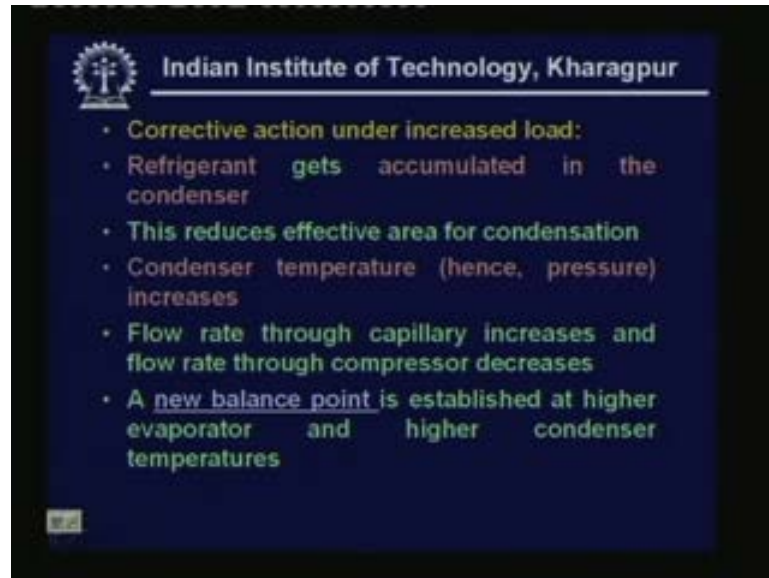 Indian Institute of Technology, Kharagpur
• Corrective action under increased load:
• Refrigerant gets accumulated in the
condenser
• This reduces effective area for condensation
• Condenser temperature (hence, pressure)
increases
• Flow rate through capillary increases and
flow rate through compressor decreases
• A new balance point is established at higher
evaporator and higher condenser
temperatures